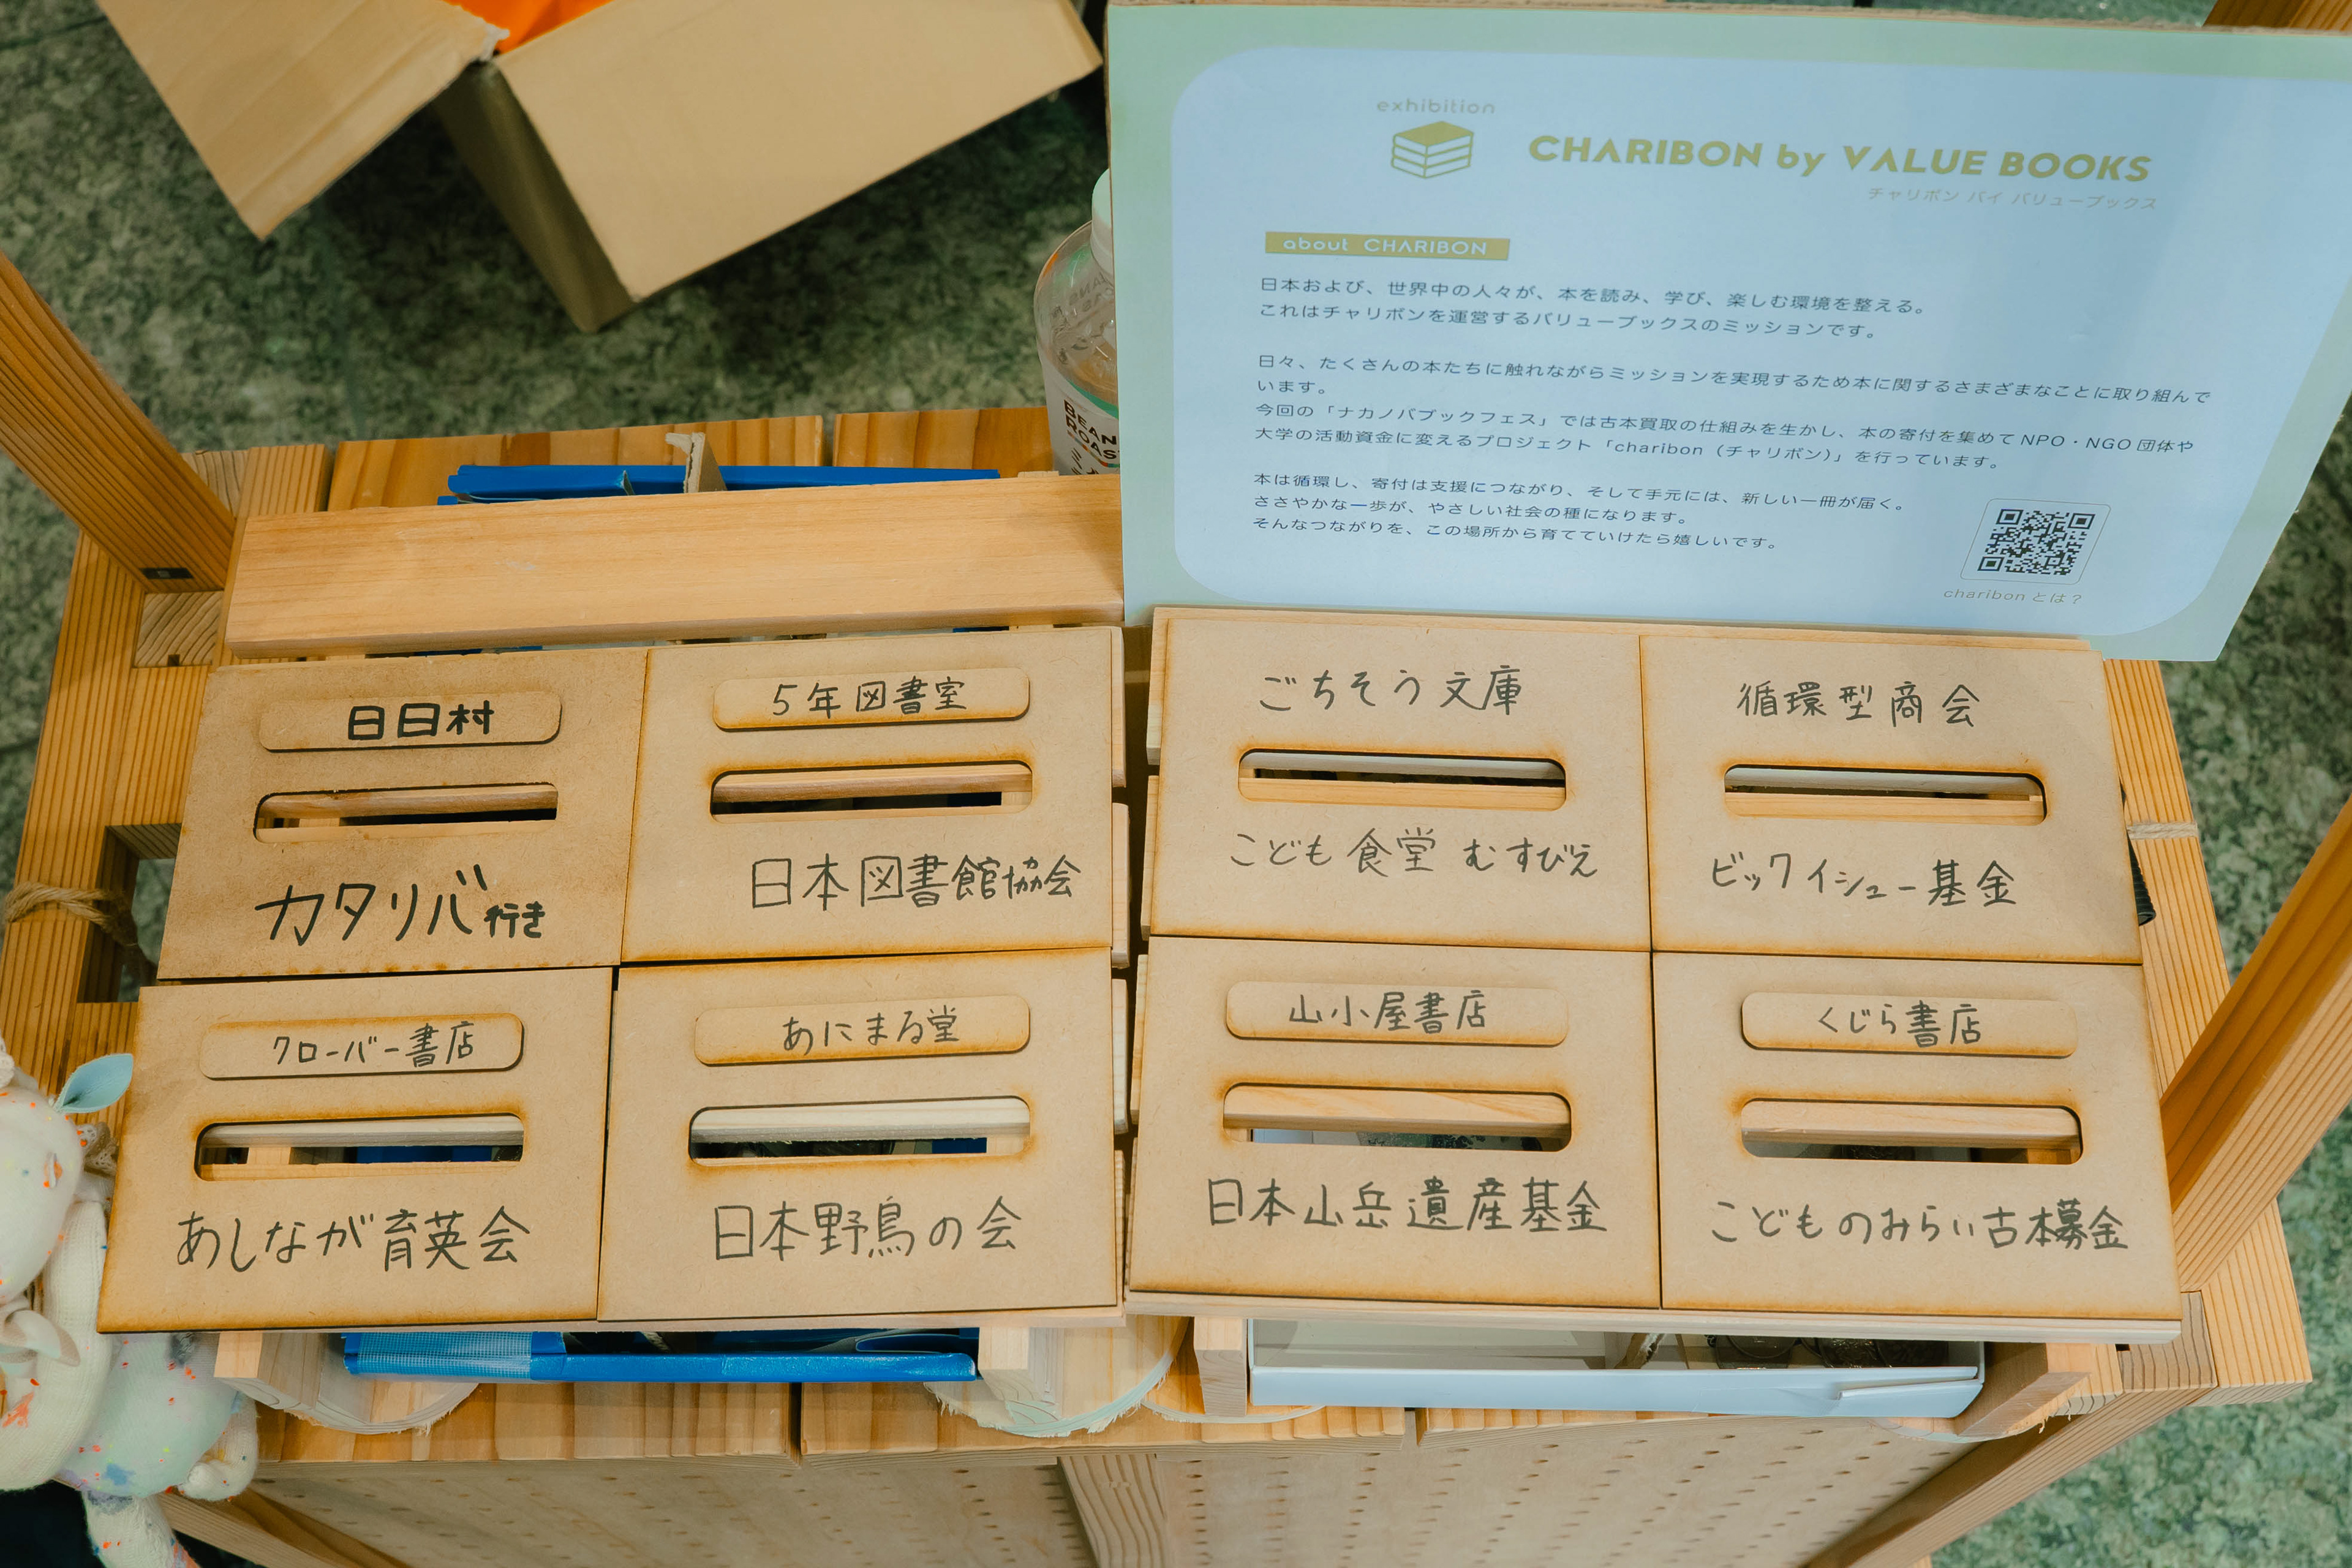 exhibition
CHARIBON by VALUE BOOKS
チャリボン バイ バリューブックス
about CHARIBON
日本および、世界中の人々が、本を読み、学び、楽しむ環境を整える。
これはチャリボンを運営するバリューブックスのミッションです。
日々、たくさんの本たちに触れながらミッションを実現するため本に関するさまざまなことに取り組んで
います。
今回の「ナカノバブックフェス」では古本買取の仕組みを生かし、本の寄付を集めて NPO・NGO 団体や
大学の活動資金に変えるプロジェクト「charibon（チャリボン）」を行っています。
本は循環し、寄付は支援につながり、そして手元には、新しい一冊が届く。
ささやかな一歩が、やさしい社会の種になります。
そんなつながりを、この場所から育てていけたら嬉しいです。
charibon とは？
BEAN
ROAS
日日村
カタリバ行き
5年図書室
日本図書館協会
ごちそう文庫
こども食堂 むすびえ
循環型商会
ビックイシュー基金
クローバー書店
あしなが育英会
あにまる堂
日本野鳥の会
山小屋書店
日本山岳遺産基金
くじら書店
こどものみらい古本募金